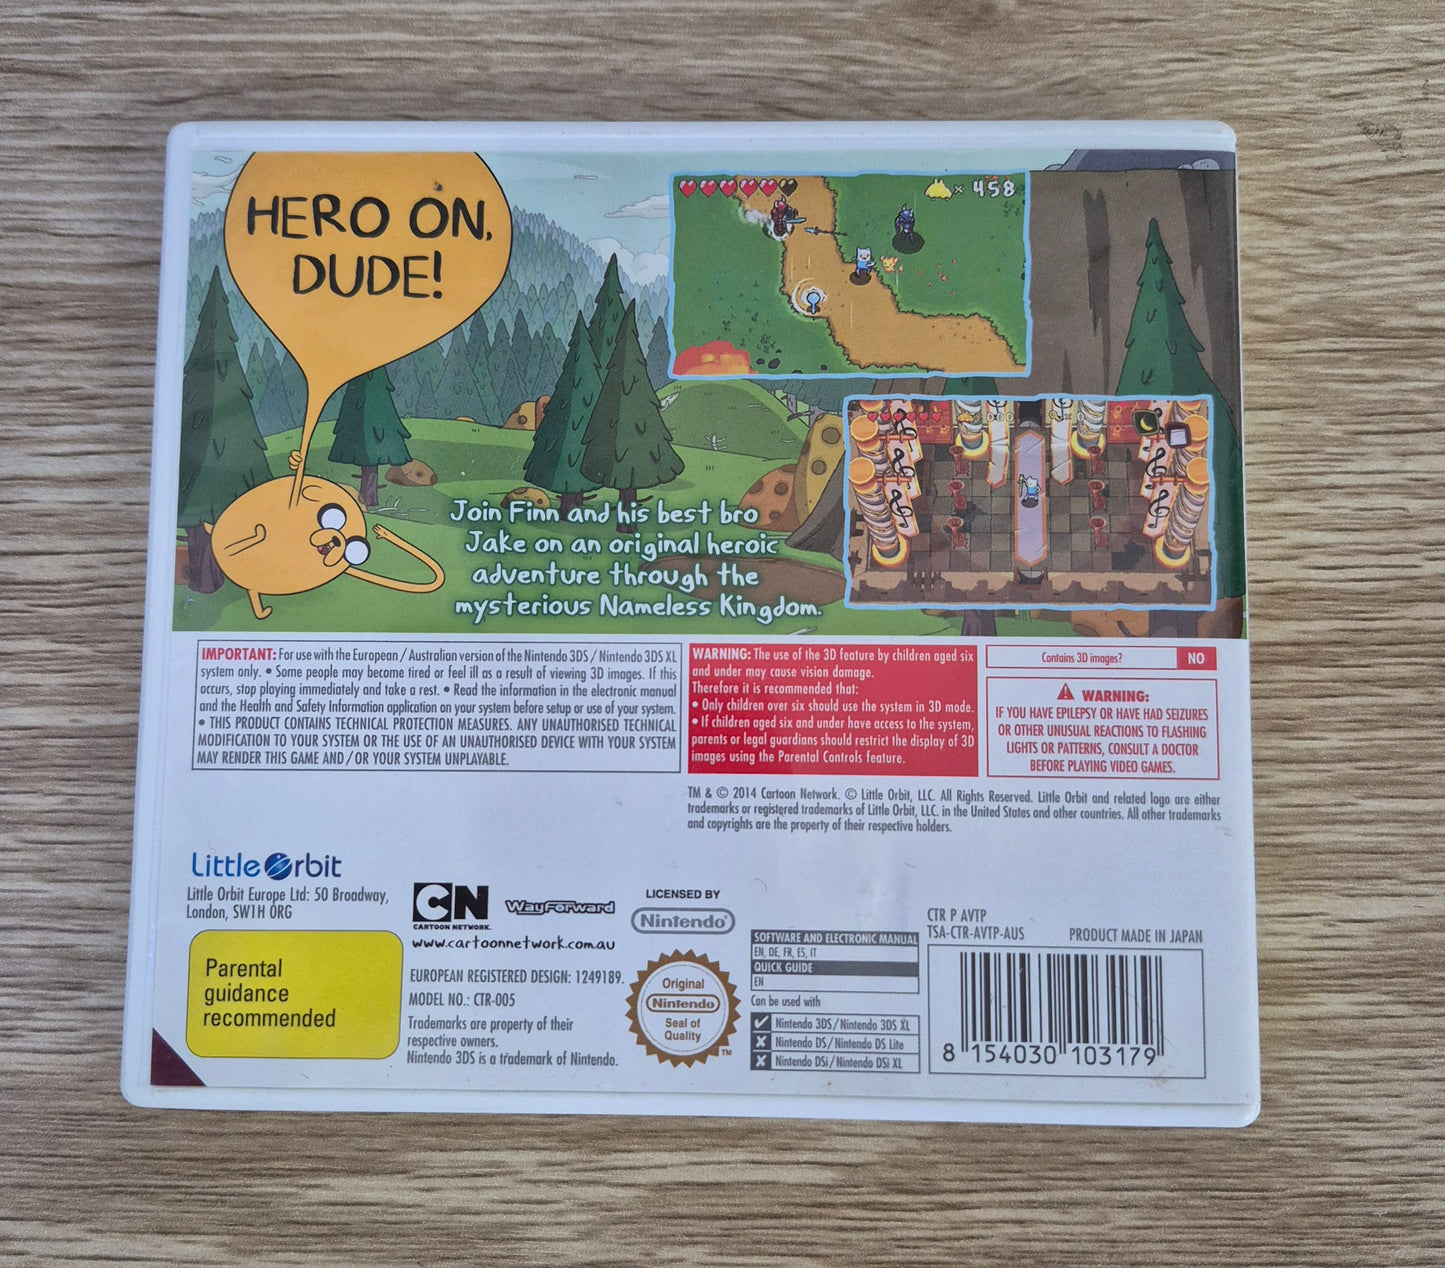 HERO ON,
DUDE!
× 458
Join Finn and his best bro
Jake on an original heroic
adventure through the
mysterious Nameless Kingdom.
IMPORTANT: For use with the European / Australian version of the Nintendo 3DS / Nintendo 3DS XL
system only. • Some people may become tired or feel ill as a result of viewing 3D images. If this
occurs, stop playing immediately and take a rest. • Read the information in the electronic manual
and the Health and Safety Information application on your system before setup or use of your system.
• THIS PRODUCT CONTAINS TECHNICAL PROTECTION MEASURES. ANY UNAUTHORISED TECHNICAL
MODIFICATION TO YOUR SYSTEM OR THE USE OF AN UNAUTHORISED DEVICE WITH YOUR SYSTEM
MAY RENDER THIS GAME AND / OR YOUR SYSTEM UNPLAYABLE.
WARNING: The use of the 3D feature by children aged six
and under may cause vision damage.
Therefore it is recommended that:
• Only children over six should use the system in 3D mode.
• If children aged six and under have access to the system,
parents or legal guardians should restrict the display of 3D
images using the Parental Controls feature.
Contains 3D images? NO
WARNING:
IF YOU HAVE EPILEPSY OR HAVE HAD SEIZURES
OR OTHER UNUSUAL REACTIONS TO FLASHING
LIGHTS OR PATTERNS, CONSULT A DOCTOR
BEFORE PLAYING VIDEO GAMES.
TM & © 2014 Cartoon Network. © Little Orbit, LLC. All Rights Reserved. Little Orbit and related logo are either
trademarks or registered trademarks of Little Orbit, LLC. in the United States and other countries. All other trademarks
and copyrights are the property of their respective holders.
Little Orbit
Little Orbit Europe Ltd: 50 Broadway,
London, SW1H 0RG
CN
CARTOON NETWORK.
WayForward
LICENSED BY
Nintendo®
www.cartoonnetwork.com.au
Parental
guidance
recommended
EUROPEAN REGISTERED DESIGN: 1249189.
MODEL NO.: CTR-005
Trademarks are property of their
respective owners.
Nintendo 3DS is a trademark of Nintendo.
Original
Nintendo
Seal of
Quality
TM
SOFTWARE AND ELECTRONIC MANUAL
EN, DE, FR, ES, IT
QUICK GUIDE
EN
Can be used with
Nintendo 3DS / Nintendo 3DS XL
Nintendo DS / Nintendo DS Lite
Nintendo DSi / Nintendo DSi XL
CTR P AVTP
TSA-CTR-AVTP-AUS
PRODUCT MADE IN JAPAN
8 154030 103179